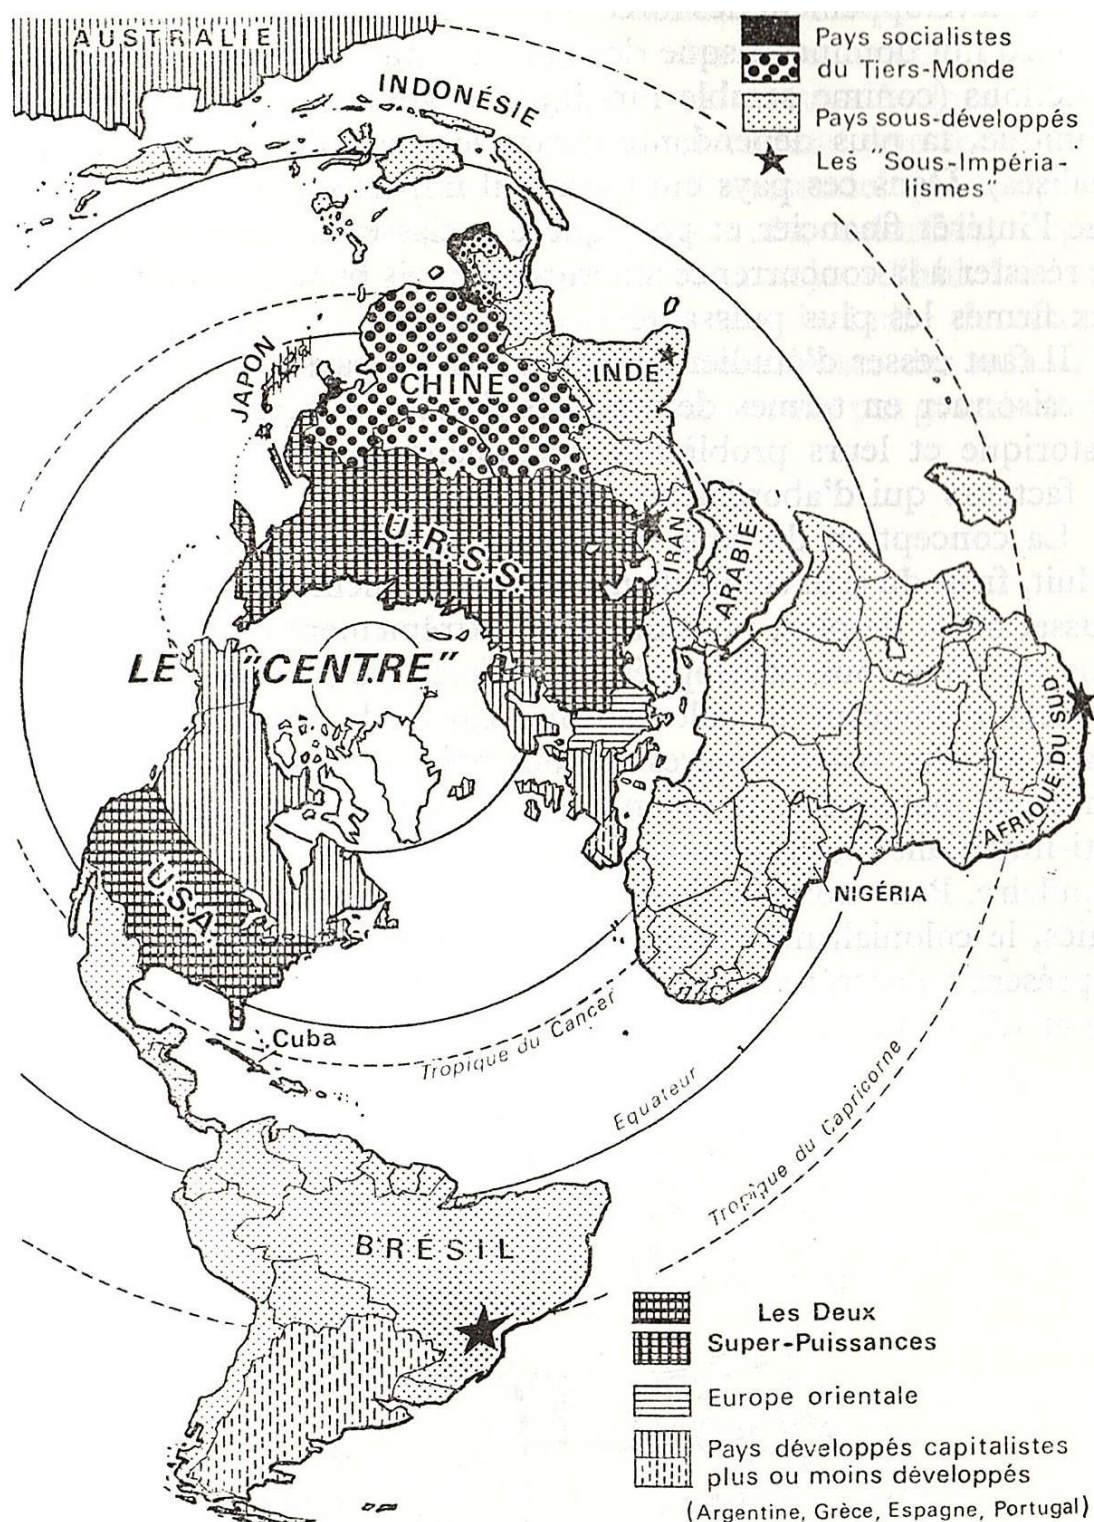 AUSTRALIE
INDONÉSIE
Pays socialistes
du Tiers-Monde
Pays sous-développés
Les "Sous-Impéria-
lismes"
JAPON
CHINE
INDE
U.R.S.S.
IRAN
ARABIE
LE "CENTRE"
U.S.A.
AFRIQUE DU SUD
NIGÉRIA
Cuba
Tropique du Cancer
Equateur
Tropique du Capricorne
BRÉSIL
Les Deux
Super-Puissances
Europe orientale
Pays développés capitalistes
plus ou moins développés
(Argentine, Grèce, Espagne, Portugal)